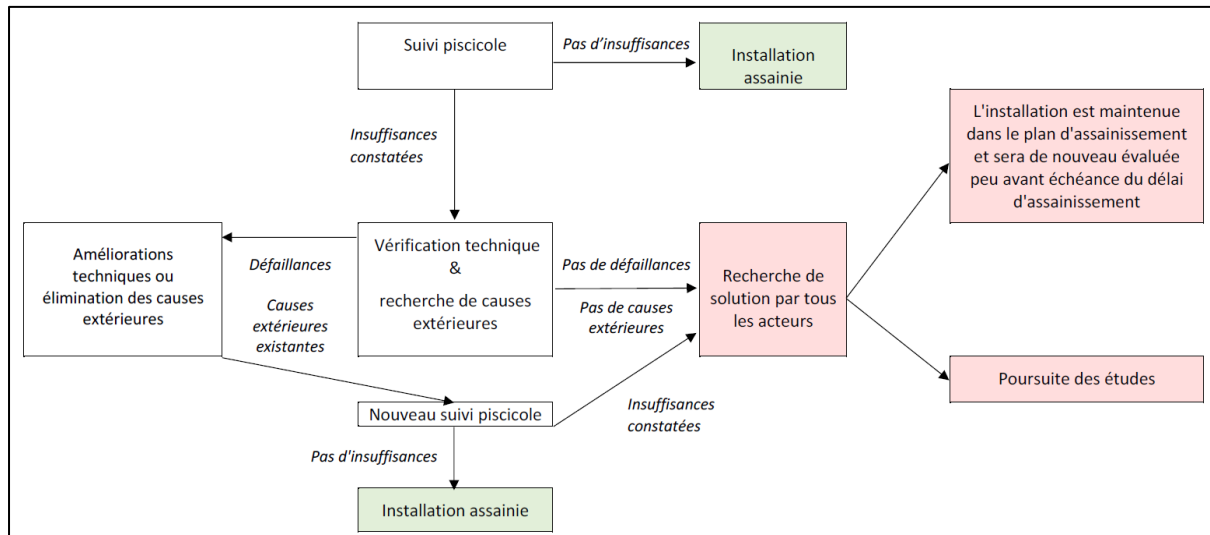 Suivi piscicole
Pas d'insuffisances
Installation
assainie
Insuffisances
constatées
L'installation est maintenue
dans le plan d'assainissement
et sera de nouveau évaluée
peu avant échéance du délai
d'assainissement
Améliorations
techniques ou
élimination des causes
extérieures
Défaillances
Causes
extérieures
existantes
Vérification technique
&
recherche de causes
extérieures
Pas de défaillances
Pas de causes
extérieures
Recherche de
solution par tous
les acteurs
Poursuite des études
Nouveau suivi piscicole
Insuffisances
constatées
Pas d'insuffisances
Installation assainie